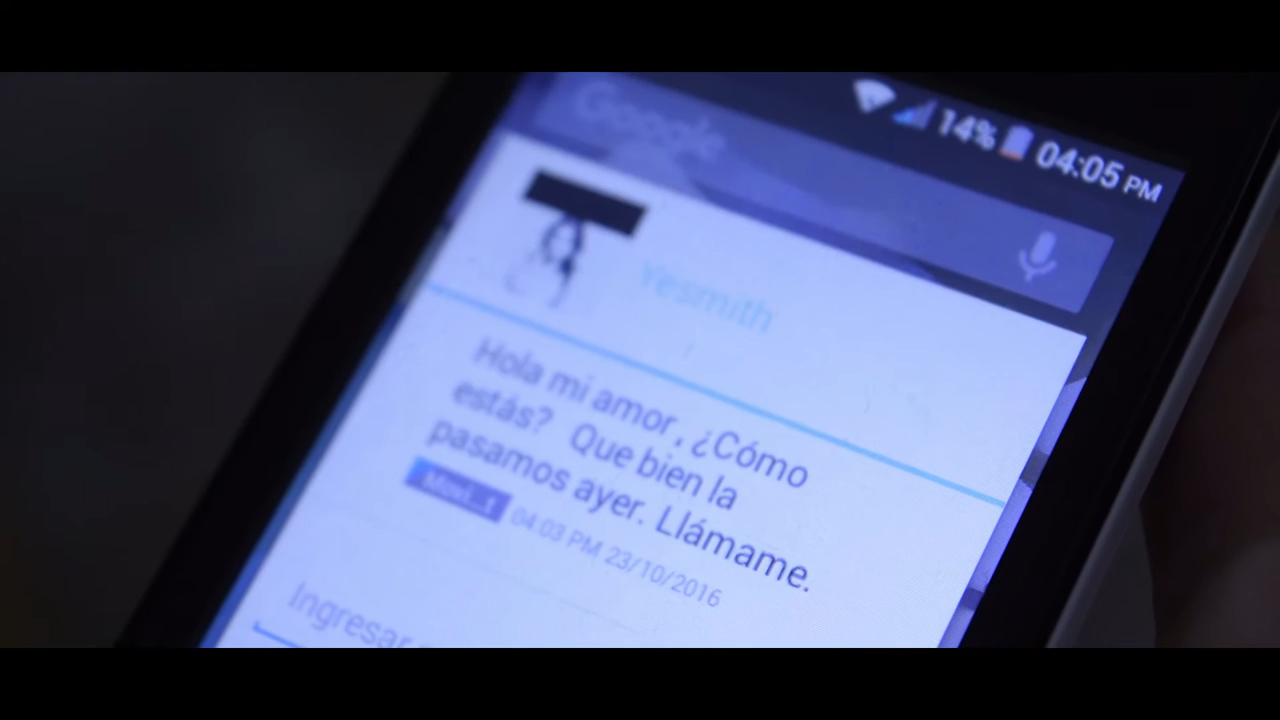 Google
14% 04:05 PM
Yesmith
Hola mi amor, ¿Cómo
estás? Que bien la
pasamos ayer. Llámame.
04:03 PM 23/10/2016
Ingresar